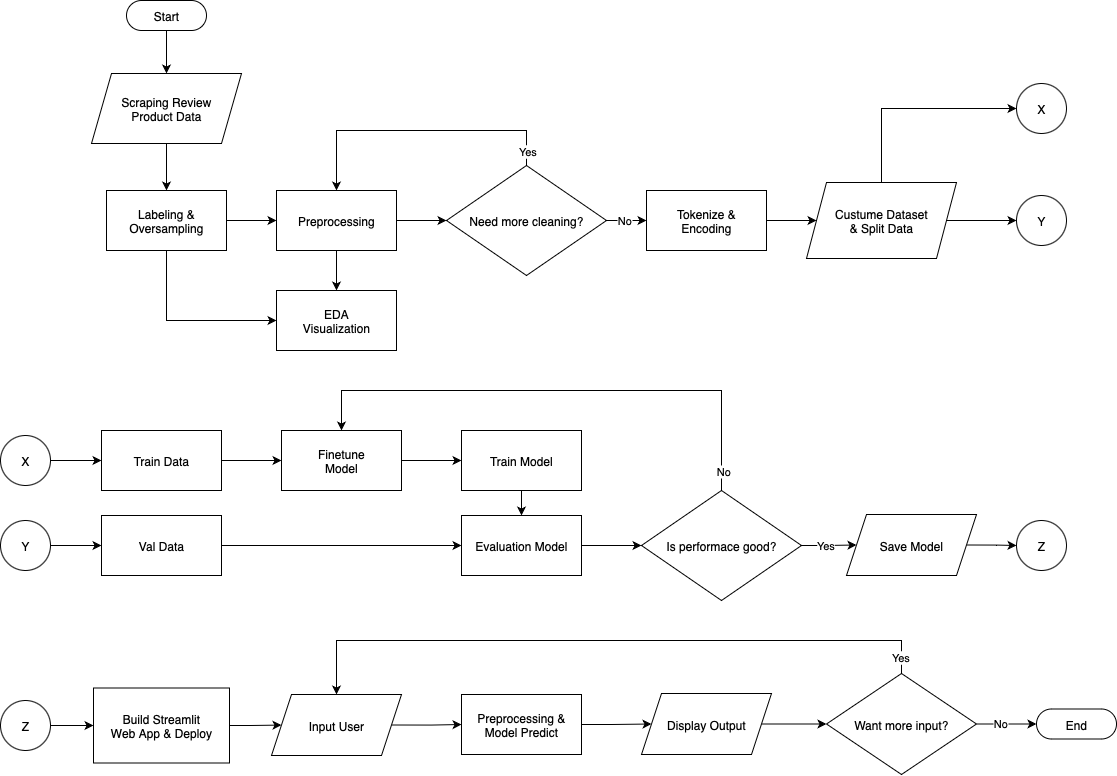 Start
Scraping Review
Product Data
Labeling &
Oversampling
Preprocessing
EDA
Visualization
Yes
Need more cleaning?
No
Tokenize &
Encoding
Custume Dataset
& Split Data
X
Y
X
Train Data
Finetune
Model
Train Model
No
Y
Val Data
Evaluation Model
Is performace good?
Yes
Save Model
Z
Z
Build Streamlit
Web App & Deploy
Input User
Preprocessing &
Model Predict
Display Output
Yes
Want more input?
No
End